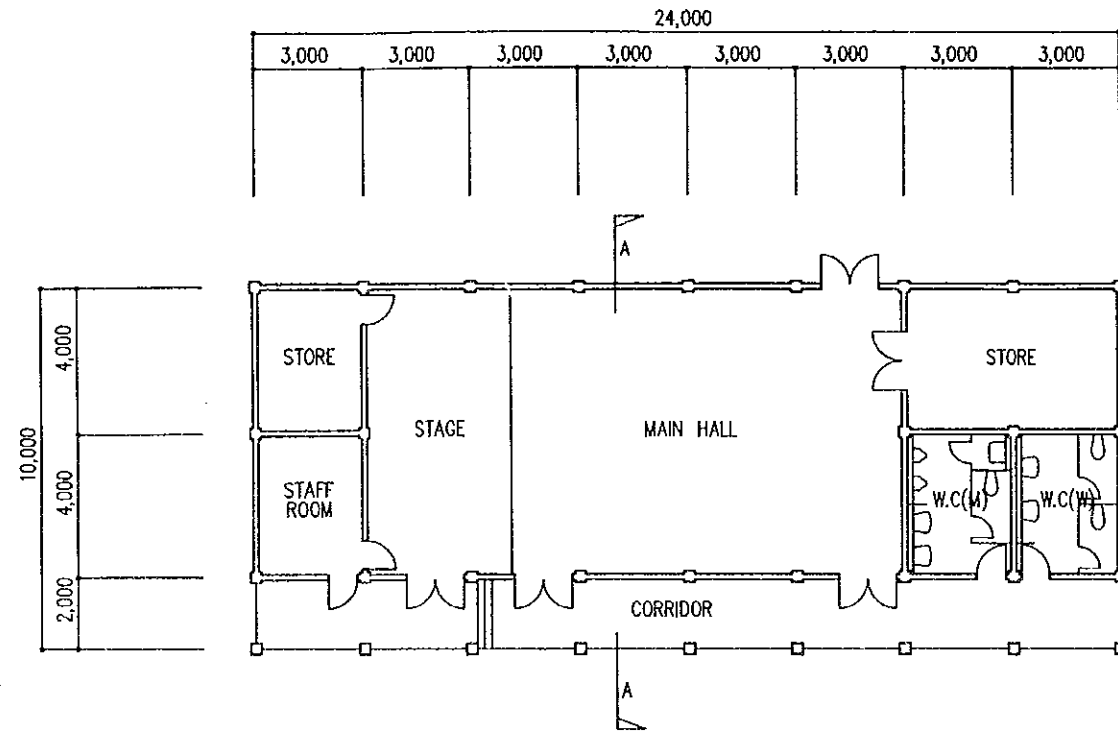 24,000
3,000 3,000 3,000 3,000 3,000 3,000 3,000 3,000
A
4,000
4,000
2,000
10,000
STORE
STAGE
MAIN HALL
STORE
STAFF
ROOM
W.C(M)
W.C(W)
CORRIDOR
A